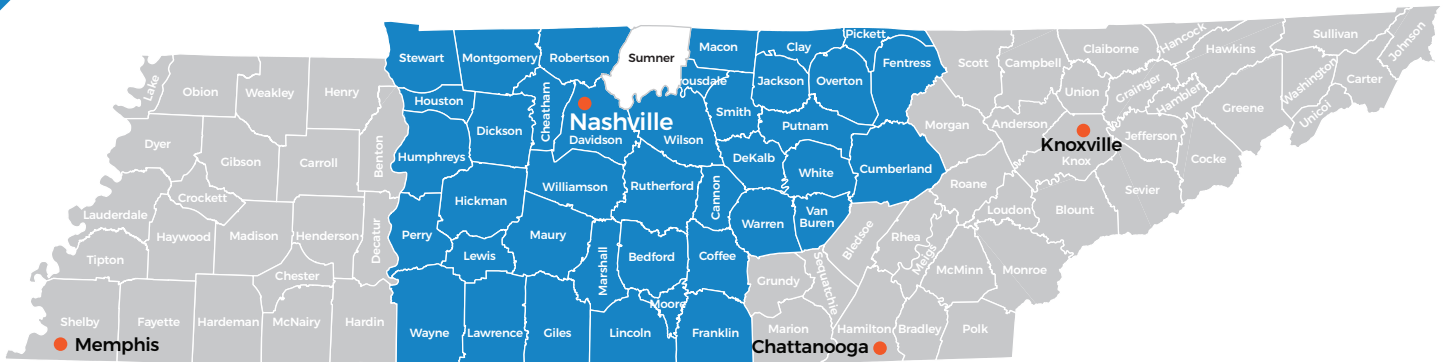 Lake
Obion
Weakley
Henry
Stewart
Montgomery
Robertson
Sumner
Macon
Clay
Pickett
Fentress
Scott
Campbell
Claiborne
Hancock
Hawkins
Sullivan
Johnson
Houston
Cheatham
ousdale
Jackson
Overton
Union
Grainger
Hamblen
Washington
Carter
Unicoi
Greene
Dyer
Gibson
Carroll
Benton
Humphreys
Dickson
Nashville
Davidson
Wilson
Smith
Putnam
DeKalb
White
Cumberland
Morgan
Anderson
Knoxville
Knox
Jefferson
Cocke
Sevier
Lauderdale
Crockett
Haywood
Madison
Henderson
Decatur
Perry
Hickman
Williamson
Rutherford
Cannon
Warren
Van
Buren
Bledsoe
Rhea
Roane
Loudon
Blount
Tipton
Chester
Lewis
Maury
Marshall
Bedford
Coffee
Grundy
Sequatchie
Meigs
McMinn
Monroe
Shelby
Fayette
Hardeman
McNairy
Hardin
Wayne
Lawrence
Giles
Lincoln
Moore
Franklin
Marion
Hamilton
Bradley
Polk
Memphis
Chattanooga